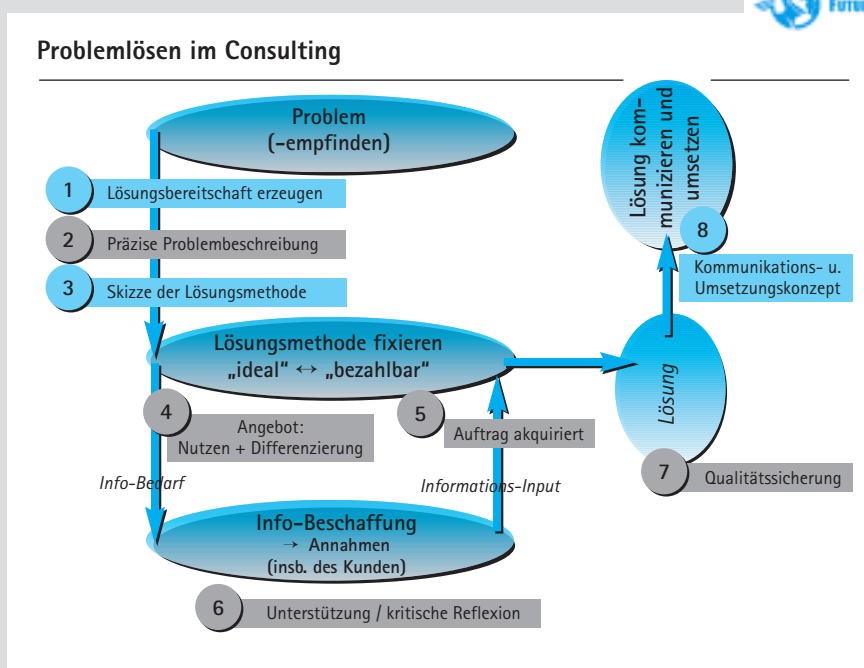 Problemlösen im Consulting
Problem
(-empfinden)
1
Lösungsbereitschaft erzeugen
2
Präzise Problembeschreibung
3
Skizze der Lösungsmethode
Lösungsmethode fixieren
„ideal“ ↔ „bezahlbar“
4
Angebot:
Nutzen + Differenzierung
5
Auftrag akquiriert
Info-Bedarf
Informations-Input
Info-Beschaffung
→ Annahmen
(insb. des Kunden)
6
Unterstützung / kritische Reflexion
Lösung
7
Qualitätssicherung
Lösung kom-
munizieren und
umsetzen
8
Kommunikations- u.
Umsetzungskonzept